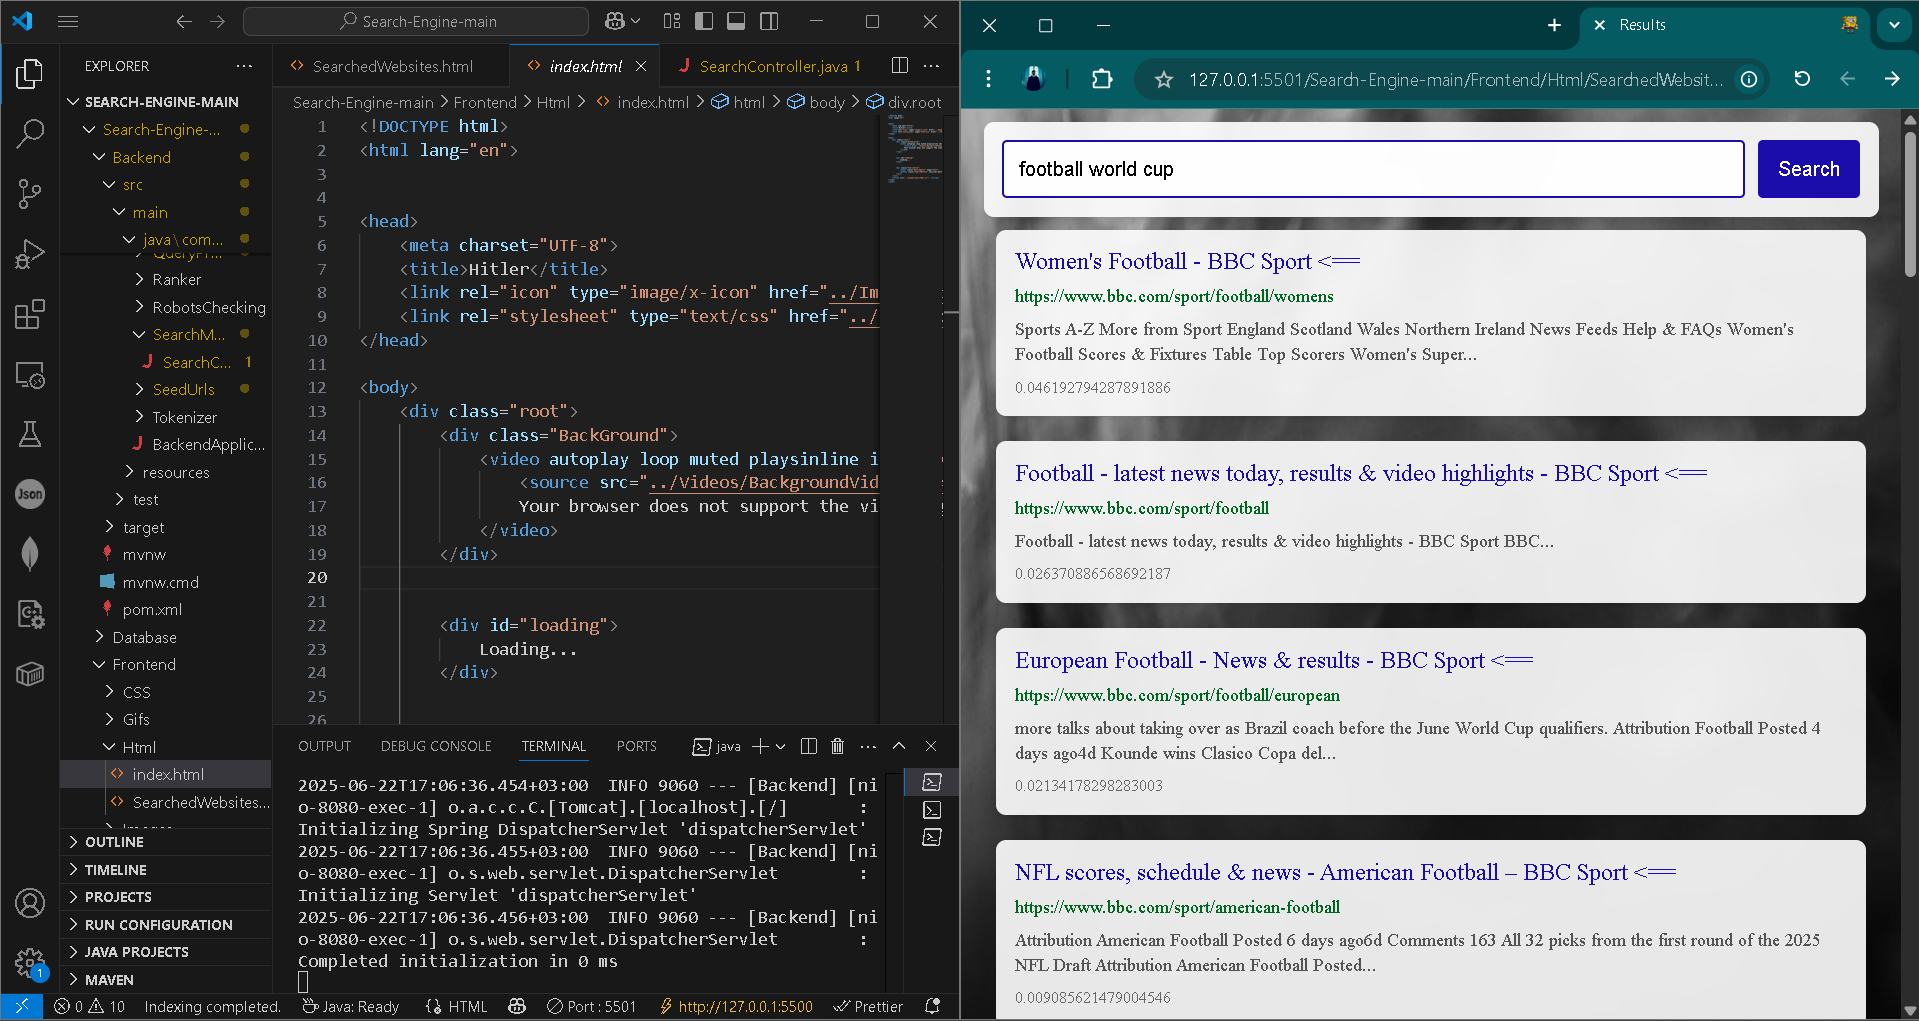 Search-Engine-main
EXPLORER
SearchedWebsites.html
index.html
SearchController.java 1
Search-Engine-main > Frontend > Html > index.html > html > body > div.root
SEARCH-ENGINE-MAIN
Search-Engine-...
Backend
src
main
java\com...
Ranker
RobotsChecking
SearchM...
SearchC... 1
SeedUrls
Tokenizer
BackendApplic...
resources
test
target
mvnw
mvnw.cmd
pom.xml
Database
Frontend
CSS
Gifs
Html
index.html
SearchedWebsites...
OUTLINE
TIMELINE
PROJECTS
RUN CONFIGURATION
JAVA PROJECTS
MAVEN
Json
1
1 <!DOCTYPE html>
2 <html lang="en">
3
4
5 <head>
6 <meta charset="UTF-8">
7 <title>Hitler</title>
8 <link rel="icon" type="image/x-icon" href="../Im
9 <link rel="stylesheet" type="text/css" href="../
10 </head>
11
12 <body>
13 <div class="root">
14 <div class="BackGround">
15 <video autoplay loop muted playsinline i
16 <source src="../Videos/BackgroundVid
17 Your browser does not support the vi
18 </video>
19 </div>
20
21
22 <div id="loading">
23 Loading...
24 </div>
25
26
OUTPUT
DEBUG CONSOLE
TERMINAL
PORTS
java
2025-06-22T17:06:36.454+03:00  INFO 9060 --- [Backend] [ni
o-8080-exec-1] o.a.c.c.C.[Tomcat].[localhost].[/]       :
Initializing Spring DispatcherServlet 'dispatcherServlet'
2025-06-22T17:06:36.455+03:00  INFO 9060 --- [Backend] [ni
o-8080-exec-1] o.s.web.servlet.DispatcherServlet        :
Initializing Servlet 'dispatcherServlet'
2025-06-22T17:06:36.456+03:00  INFO 9060 --- [Backend] [ni
o-8080-exec-1] o.s.web.servlet.DispatcherServlet        :
Completed initialization in 0 ms
0 10 Indexing completed. Java: Ready HTML Port : 5501 http://127.0.0.1:5500 Prettier
Results
127.0.0.1:5501/Search-Engine-main/Frontend/Html/SearchedWebsit...
football world cup
Search
Women's Football - BBC Sport <==
https://www.bbc.com/sport/football/womens
Sports A-Z More from Sport England Scotland Wales Northern Ireland News Feeds Help & FAQs Women's
Football Scores & Fixtures Table Top Scorers Women's Super...
0.046192794287891886
Football - latest news today, results & video highlights - BBC Sport <==
https://www.bbc.com/sport/football
Football - latest news today, results & video highlights - BBC Sport BBC...
0.026370886568692187
European Football - News & results - BBC Sport <==
https://www.bbc.com/sport/football/european
more talks about taking over as Brazil coach before the June World Cup qualifiers. Attribution Football Posted 4
days ago4d Kounde wins Clasico Copa del...
0.02134178298283003
NFL scores, schedule & news - American Football – BBC Sport <==
https://www.bbc.com/sport/american-football
Attribution American Football Posted 6 days ago6d Comments 163 All 32 picks from the first round of the 2025
NFL Draft Attribution American Football Posted...
0.009085621479004546